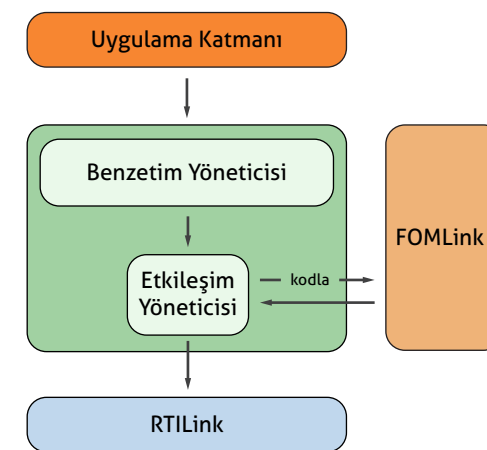 Uygulama Katmanı
Benzetim Yöneticisi
Etkileşim
Yöneticisi
kodla
FOMLink
RTILink